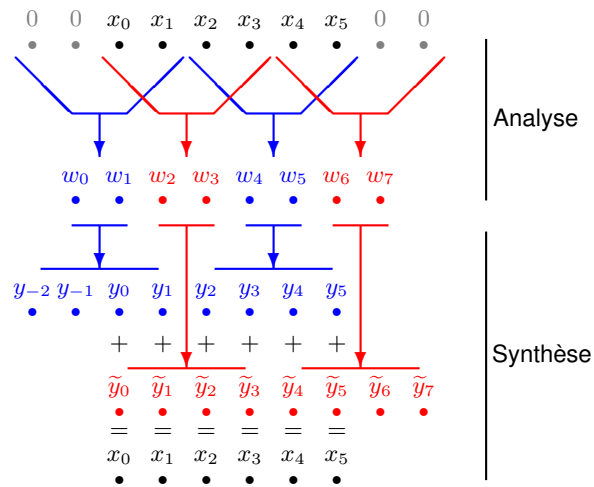 0 0 x₀ x₁ x₂ x₃ x₄ x₅ 0 0
Analyse
w₀ w₁ w₂ w₃ w₄ w₅ w₆ w₇
y₋₂ y₋₁ y₀ y₁ y₂ y₃ y₄ y₅
+ + + + + +
Synthèse
ỹ₀ ỹ₁ ỹ₂ ỹ₃ ỹ₄ ỹ₅ ỹ₆ ỹ₇
= = = = = =
x₀ x₁ x₂ x₃ x₄ x₅